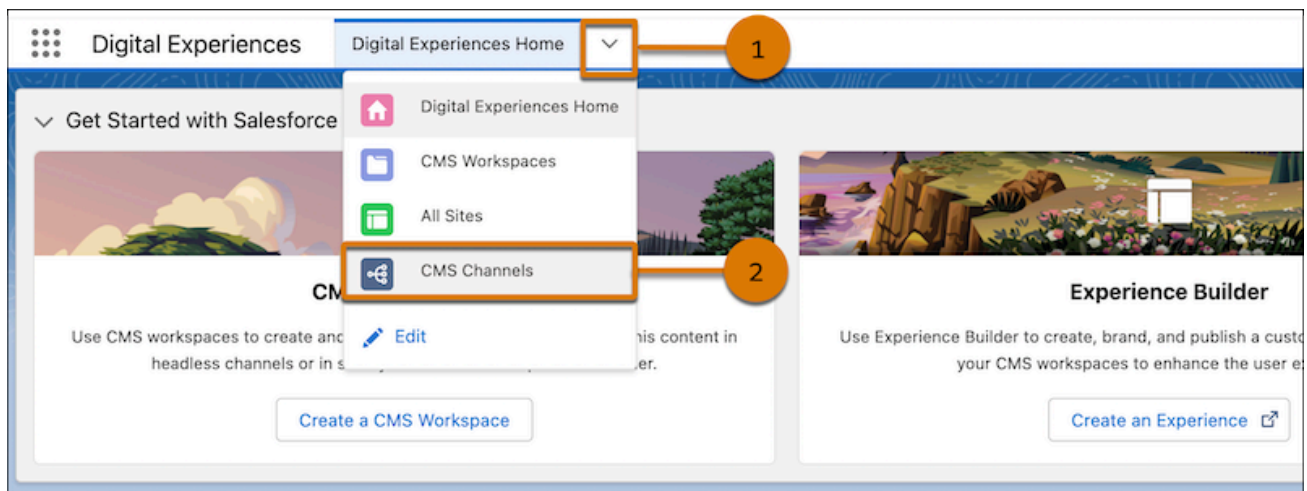 Digital Experiences
Digital Experiences Home
1
Digital Experiences Home
CMS Workspaces
All Sites
CMS Channels
2
Edit
Get Started with Salesforce
CM
Use CMS workspaces to create and
his content in
headless channels or in s
er.
Create a CMS Workspace
Experience Builder
Use Experience Builder to create, brand, and publish a custo
your CMS workspaces to enhance the user e
Create an Experience